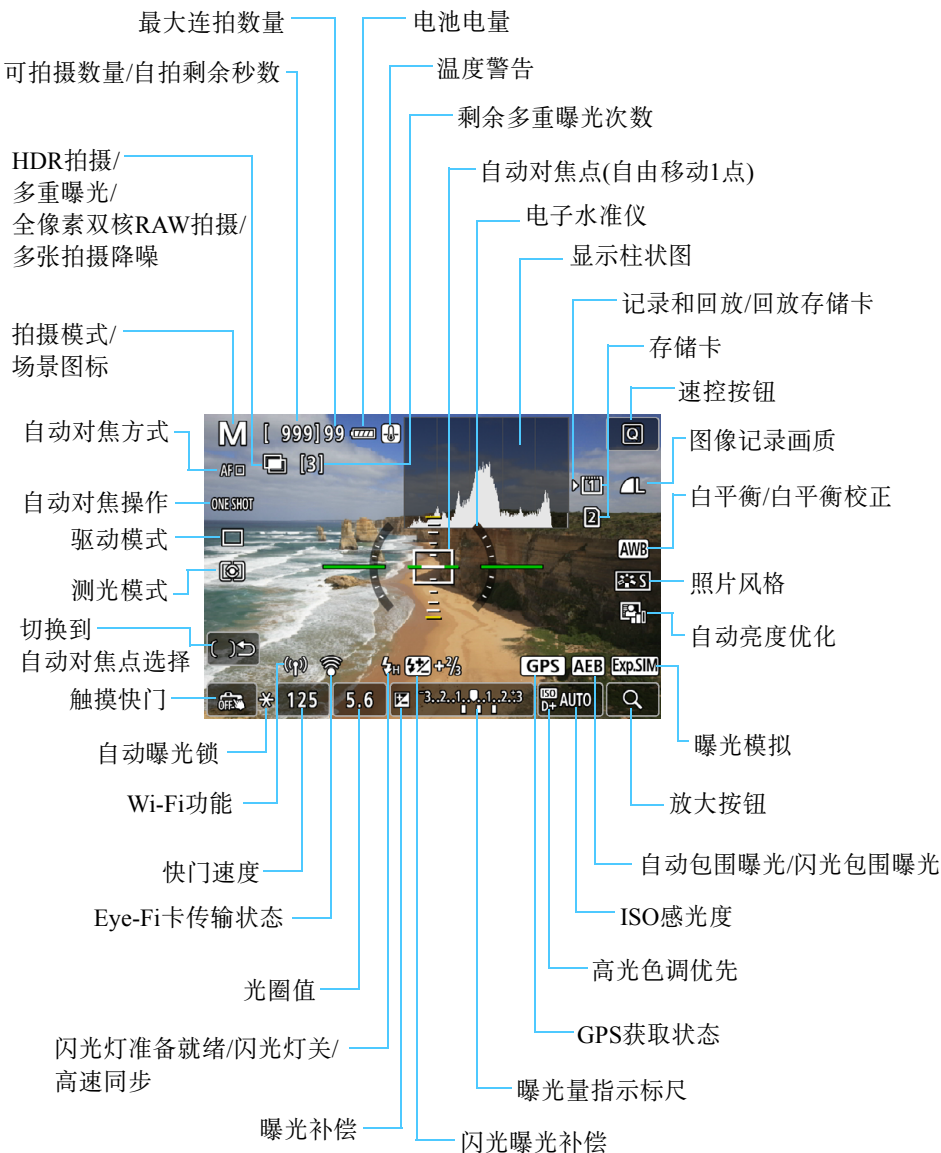 最大连拍数量
电池电量
可拍摄数量/自拍剩余秒数
温度警告
剩余多重曝光次数
HDR拍摄/
多重曝光/
全像素双核RAW拍摄/
多张拍摄降噪
自动对焦点(自由移动1点)
电子水准仪
显示柱状图
记录和回放/回放存储卡
拍摄模式/
场景图标
存储卡
速控按钮
自动对焦方式
图像记录画质
自动对焦操作
白平衡/白平衡校正
驱动模式
测光模式
照片风格
切换到
自动对焦点选择
自动亮度优化
触摸快门
M [ 999] 99
Q
AF
[3]
1
L
ONE SHOT
2
AWB
S
H
+2/3
GPS AEB Exp.SIM
OFF
125 5.6
3..2..1..0..1..2..3
ISO
D+
AUTO
自动曝光锁
曝光模拟
Wi-Fi功能
放大按钮
快门速度
自动包围曝光/闪光包围曝光
Eye-Fi卡传输状态
ISO感光度
光圈值
高光色调优先
闪光灯准备就绪/闪光灯关/
高速同步
GPS获取状态
曝光量指示标尺
曝光补偿
闪光曝光补偿